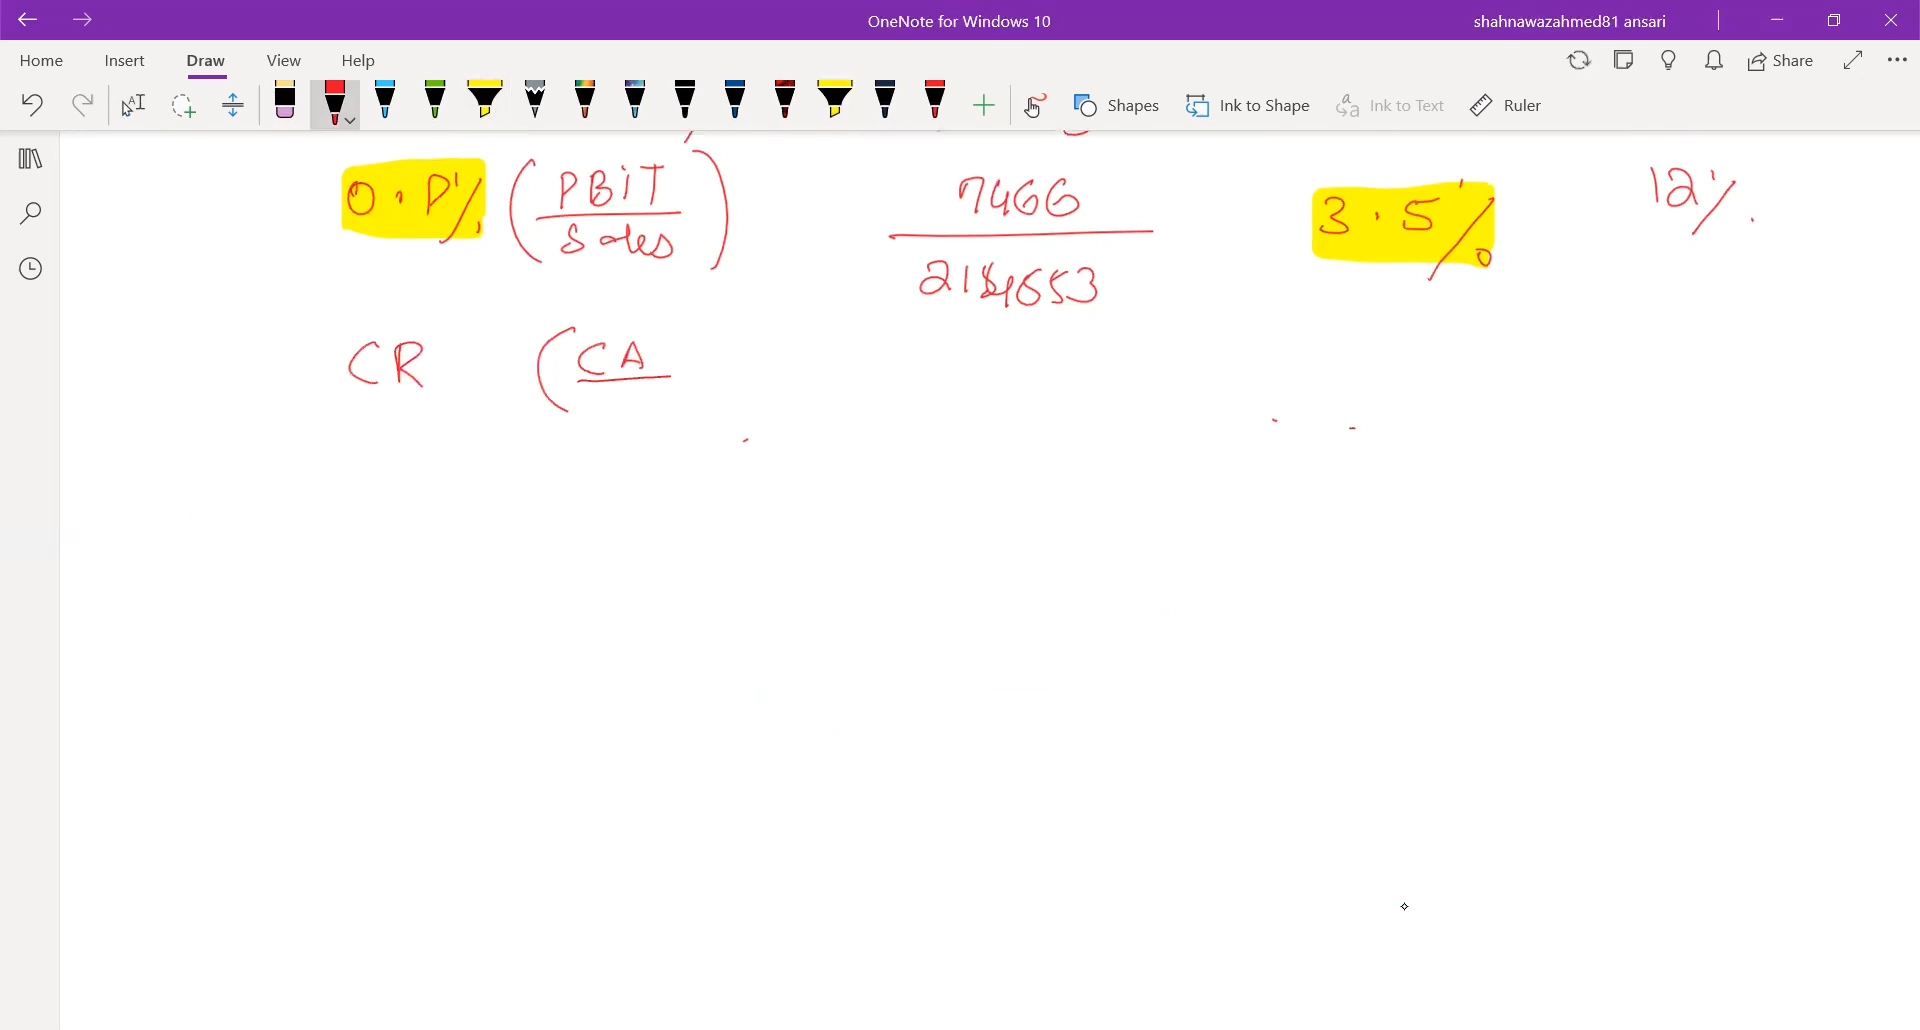 OneNote for Windows 10
shahnawazahmed81 ansari
Home Insert Draw View Help Share
Shapes Ink to Shape Ink to Text Ruler
O.P% ( PBIT / Sales ) 7466 3.5% 12%.
CR ( CA